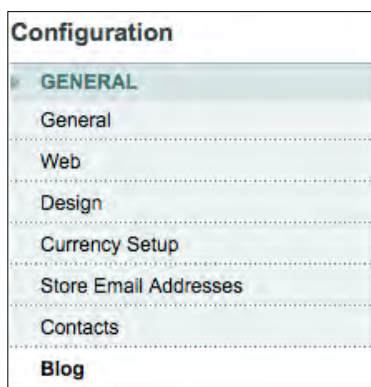 Configuration
GENERAL
General
Web
Design
Currency Setup
Store Email Addresses
Contacts
Blog